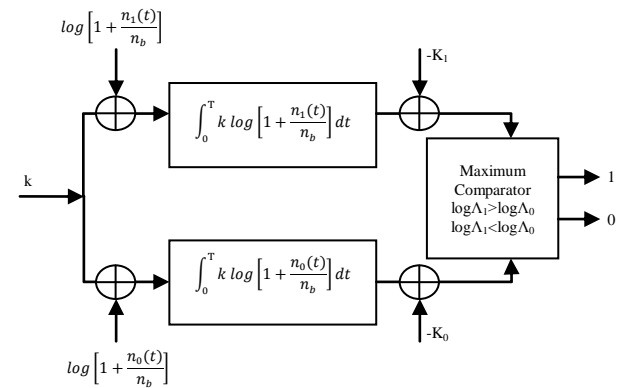 log [1 + n₁(t)/n_b]
-K₁
∫₀ᵀ k log [1 + n₁(t)/n_b] dt
k
Maximum
Comparator
logΛ₁>logΛ₀
logΛ₁<logΛ₀
1
0
∫₀ᵀ k log [1 + n₀(t)/n_b] dt
-K₀
log [1 + n₀(t)/n_b]